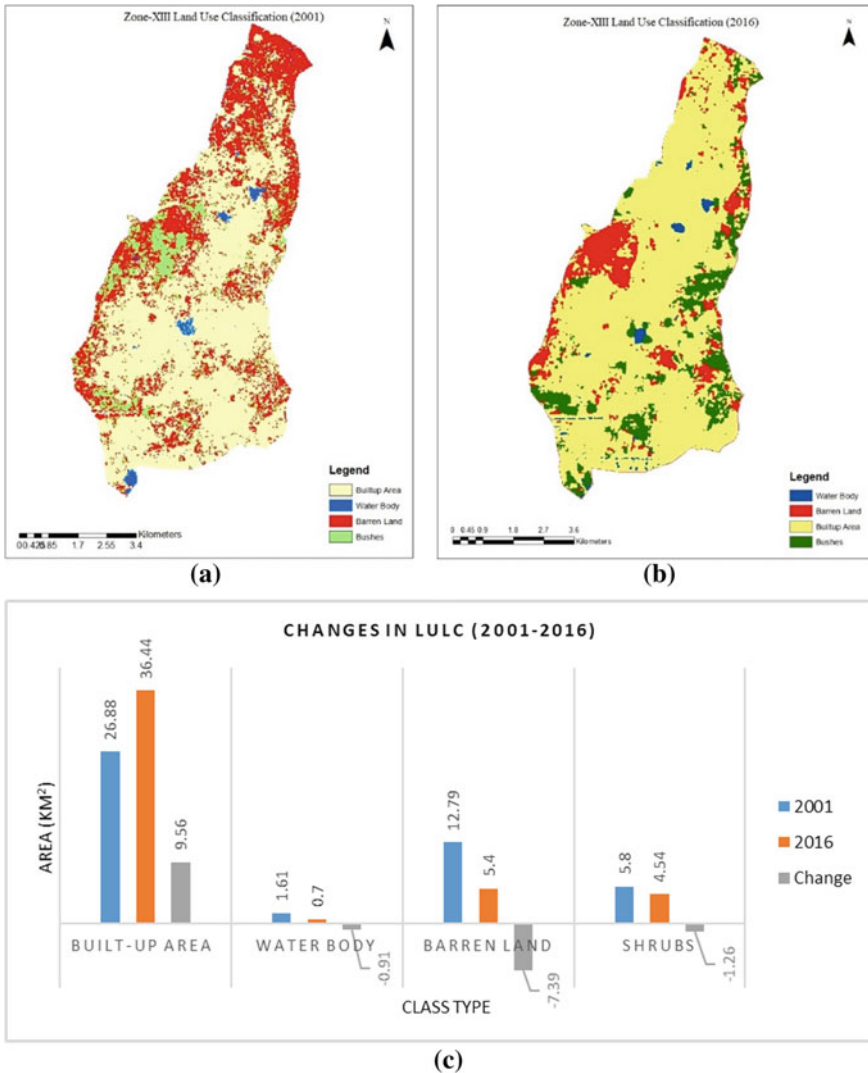 Zone-XIII Land Use Classification (2001)
N
Legend
Builtup Area
Water Body
Barren Land
Bushes
Kilometers
1.7 2.55 3.4
(a)
Zone-XIII Land Use Classification (2016)
N
Legend
Water Body
Barren Land
Builtup Area
Bushes
0 0.45 0.9 1.8 2.7 3.6
Kilometers
(b)
CHANGES IN LULC (2001-2016)
AREA (KM²)
26.88
36.44
9.56
1.61
0.7
-0.91
12.79
5.4
-7.39
5.8
4.54
-1.26
BUILT-UP AREA
WATER BODY
BARREN LAND
SHRUBS
CLASS TYPE
2001
2016
Change
(c)